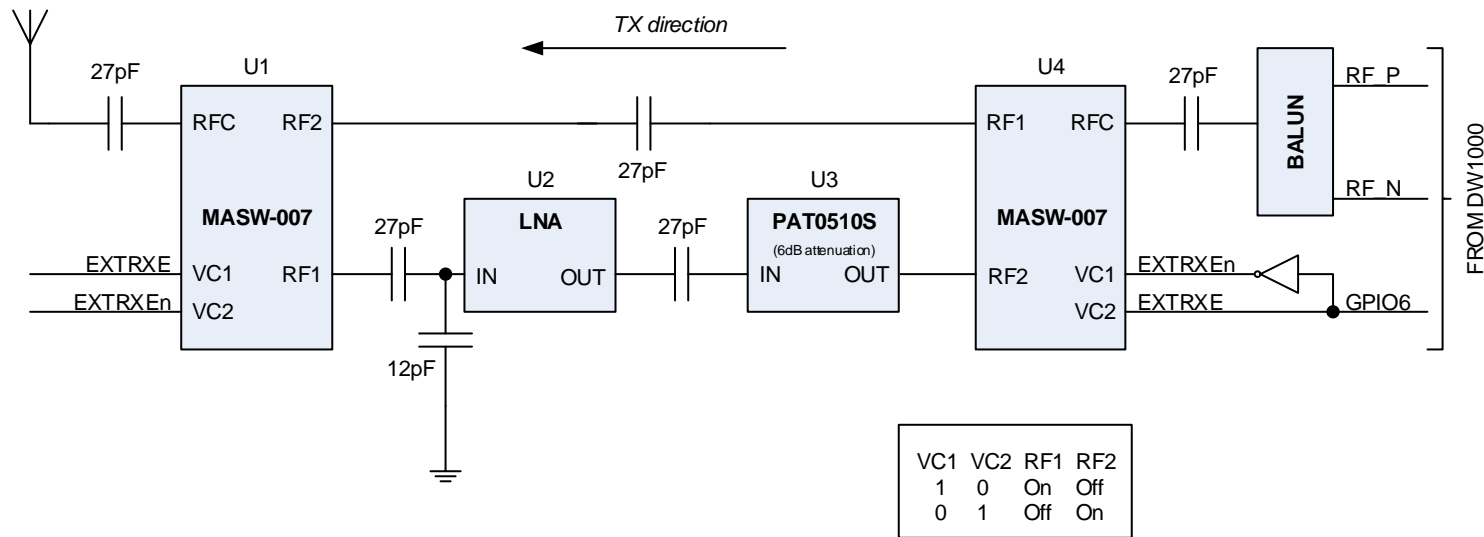 TX direction
27pF
U1
RFC RF2
MASW-007
VC1 RF1
VC2
EXTRXE
EXTRXEn
27pF
27pF
12pF
U2
LNA
IN OUT
27pF
U3
PAT0510S
(6dB attenuation)
IN OUT
U4
RF1 RFC
MASW-007
RF2 VC1
VC2
27pF
BALUN
RF_P
RF_N
EXTRXEn
EXTRXE
GPIO6
FROM DW1000
VC1 VC2 RF1 RF2
1 0 On Off
0 1 Off On